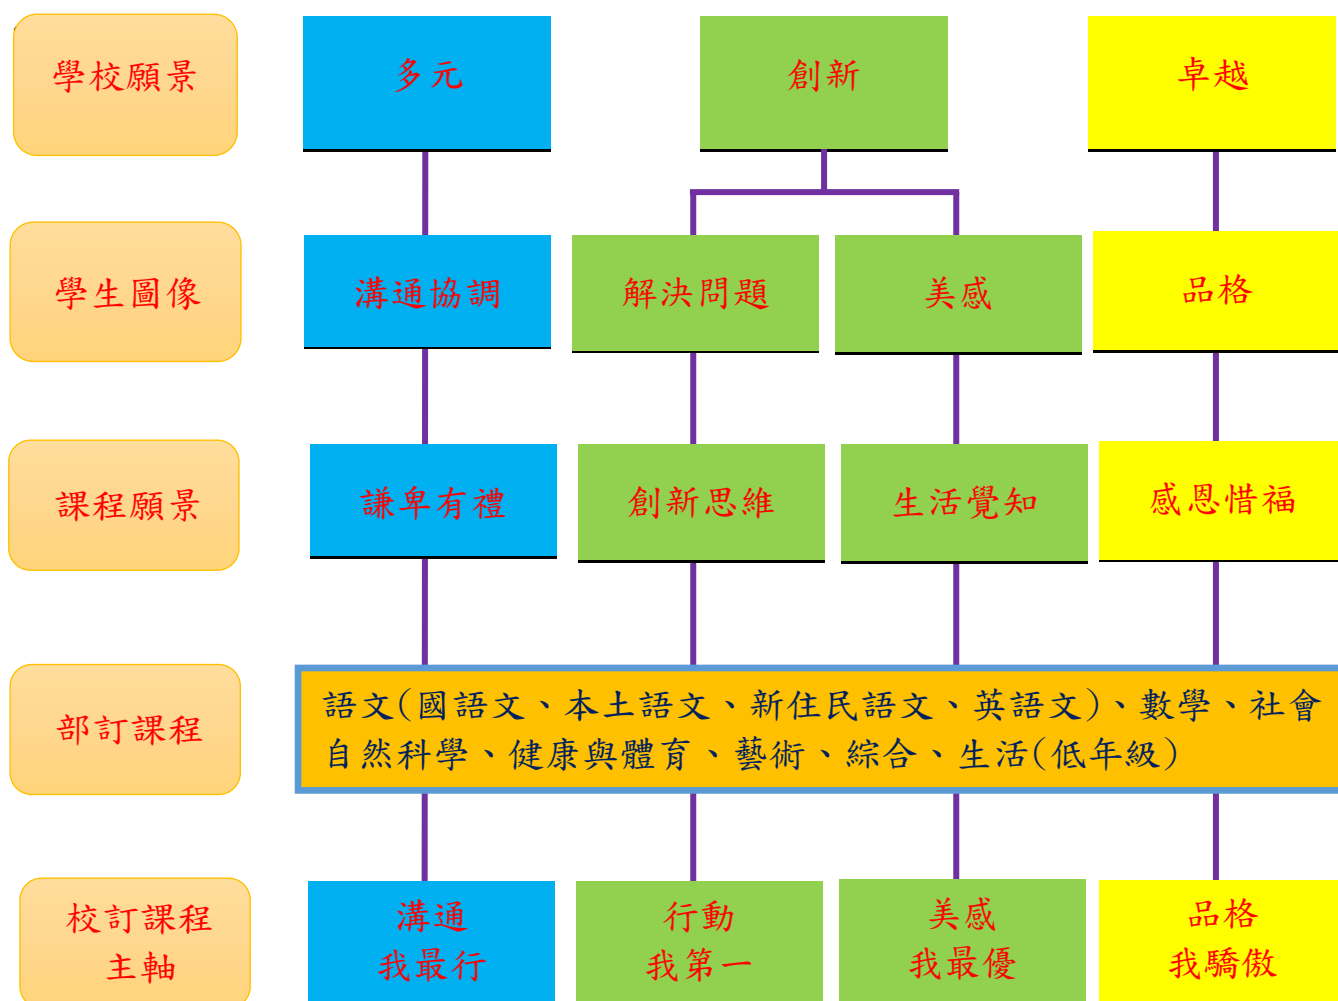 學校願景
多元
創新
卓越
學生圖像
溝通協調
解決問題
美感
品格
課程願景
謙卑有禮
創新思維
生活覺知
感恩惜福
部訂課程
語文(國語文、本土語文、新住民語文、英語文)、數學、社會
自然科學、健康與體育、藝術、綜合、生活(低年級)
校訂課程
主軸
溝通
我最行
行動
我第一
美感
我最優
品格
我驕傲